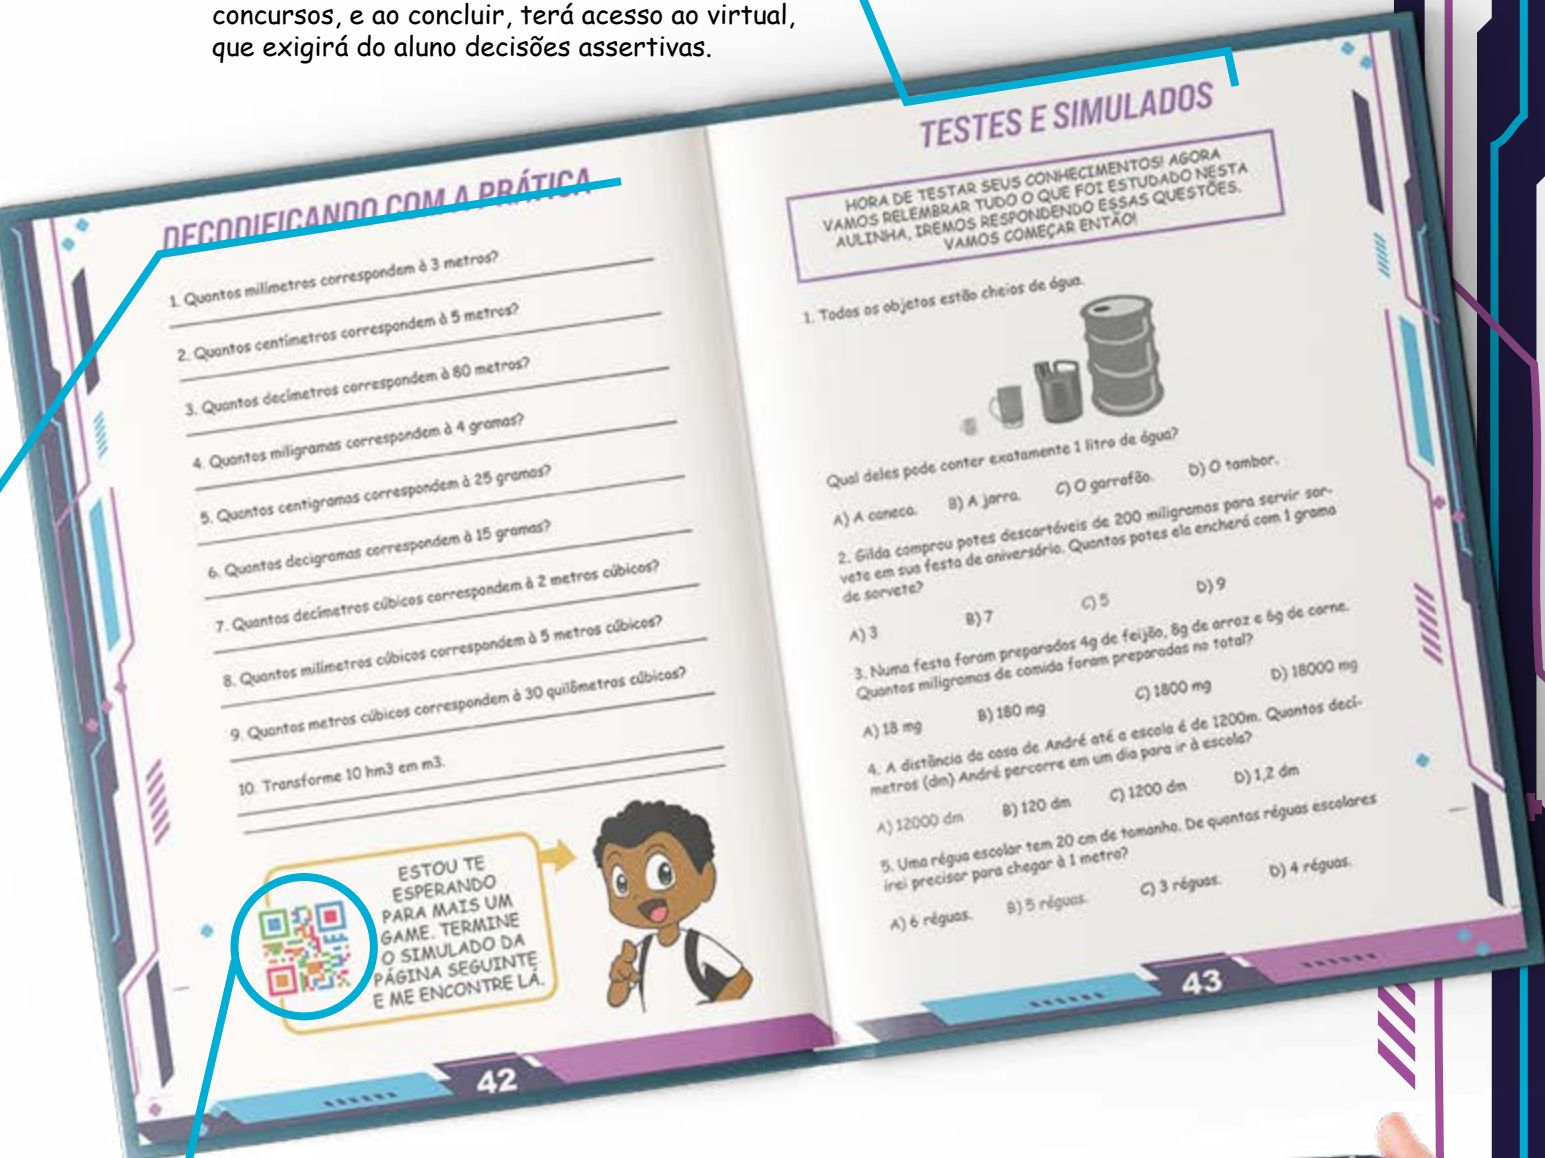 concursos, e ao concluir, terá acesso ao virtual,
que exigirá do aluno decisões assertivas.
DECODIFICANDO COM A PRÁTICA
1. Quantos milímetros correspondem à 3 metros?
2. Quantos centímetros correspondem à 5 metros?
3. Quantos decímetros correspondem à 80 metros?
4. Quantos miligramas correspondem à 4 gramas?
5. Quantos centigramas correspondem à 25 gramas?
6. Quantos decigramas correspondem à 15 gramas?
7. Quantos decímetros cúbicos correspondem à 2 metros cúbicos?
8. Quantos milímetros cúbicos correspondem à 5 metros cúbicos?
9. Quantos metros cúbicos correspondem à 30 quilômetros cúbicos?
10. Transforme 10 hm3 em m3.
ESTOU TE
ESPERANDO
PARA MAIS UM
GAME. TERMINE
O SIMULADO DA
PÁGINA SEGUINTE
E ME ENCONTRE LÁ.
42
TESTES E SIMULADOS
HORA DE TESTAR SEUS CONHECIMENTOS! AGORA
VAMOS RELEMBRAR TUDO O QUE FOI ESTUDADO NESTA
AULINHA, IREMOS RESPONDENDO ESSAS QUESTÕES.
VAMOS COMEÇAR ENTÃO!
1. Todos os objetos estão cheios de água.
Qual deles pode conter exatamente 1 litro de água?
A) A caneca. B) A jarra. C) O garrafão. D) O tambor.
2. Gilda comprou potes descartáveis de 200 miligramas para servir sor-
vete em sua festa de aniversário. Quantos potes ela encherá com 1 grama
de sorvete?
A) 3 B) 7 C) 5 D) 9
3. Numa festa foram preparados 4g de feijão, 8g de arroz e 6g de carne.
Quantos miligramas de comida foram preparadas no total?
A) 18 mg B) 180 mg C) 1800 mg D) 18000 mg
4. A distância da casa de André até a escola é de 1200m. Quantos decí-
metros (dm) André percorre em um dia para ir à escola?
A) 12000 dm B) 120 dm C) 1200 dm D) 1,2 dm
5. Uma régua escolar tem 20 cm de tamanho. De quantas réguas escolares
irei precisar para chegar à 1 metro?
A) 6 réguas. B) 5 réguas. C) 3 réguas. D) 4 réguas.
43